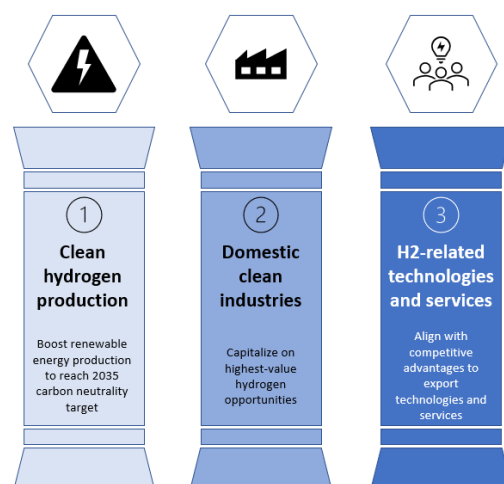 1
Clean
hydrogen
production
Boost renewable
energy production
to reach 2035
carbon neutrality
target
2
Domestic
clean
industries
Capitalize on
highest-value
hydrogen
opportunities
3
H2-related
technologies
and services
Align with
competitive
advantages to
export
technologies and
services